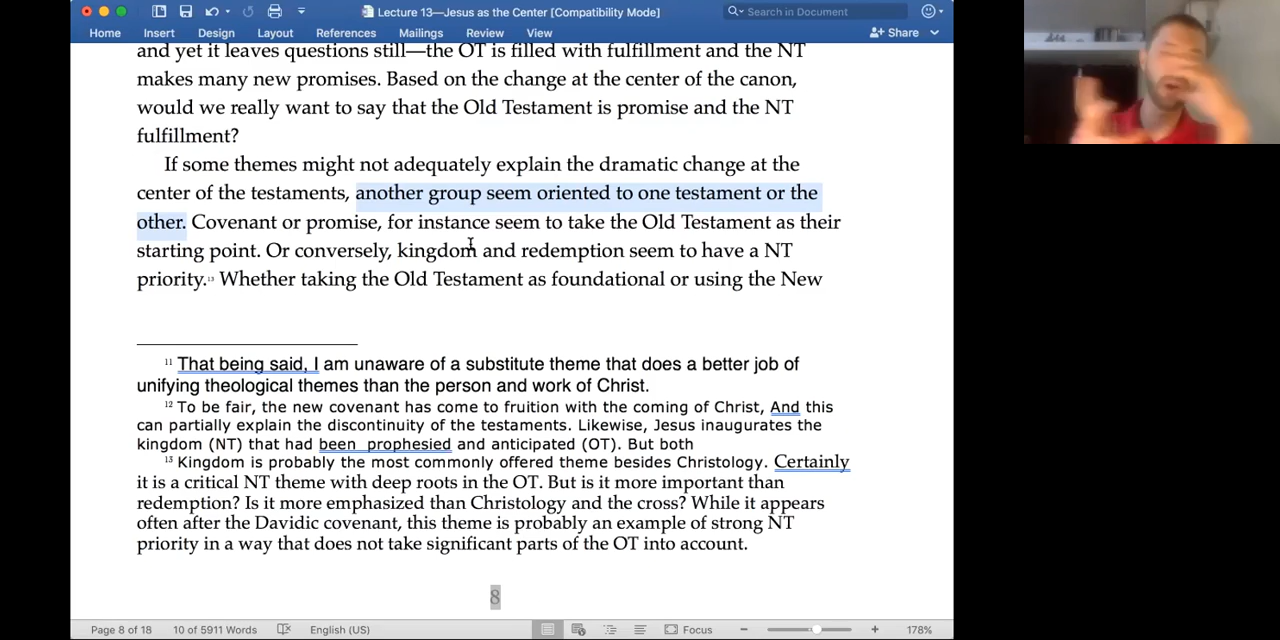 Lecture 13—Jesus as the Center [Compatibility Mode]
Search in Document
Home Insert Design Layout References Mailings Review View Share
and yet it leaves questions still—the OT is filled with fulfillment and the NT
makes many new promises. Based on the change at the center of the canon,
would we really want to say that the Old Testament is promise and the NT
fulfillment?
If some themes might not adequately explain the dramatic change at the
center of the testaments, another group seem oriented to one testament or the
other. Covenant or promise, for instance seem to take the Old Testament as their
starting point. Or conversely, kingdom and redemption seem to have a NT
priority.13 Whether taking the Old Testament as foundational or using the New
11 That being said, I am unaware of a substitute theme that does a better job of
unifying theological themes than the person and work of Christ.
12 To be fair, the new covenant has come to fruition with the coming of Christ, And this
can partially explain the discontinuity of the testaments. Likewise, Jesus inaugurates the
kingdom (NT) that had been prophesied and anticipated (OT). But both
13 Kingdom is probably the most commonly offered theme besides Christology. Certainly
it is a critical NT theme with deep roots in the OT. But is it more important than
redemption? Is it more emphasized than Christology and the cross? While it appears
often after the Davidic covenant, this theme is probably an example of strong NT
priority in a way that does not take significant parts of the OT into account.
8
Page 8 of 18 10 of 5911 Words English (US) Focus 178%